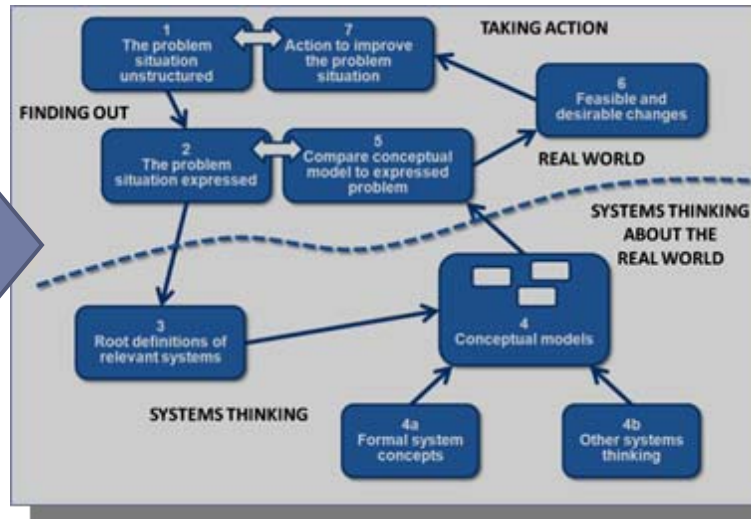 1
The problem
situation
unstructured
7
Action to improve
the problem
situation
TAKING ACTION
6
Feasible and
desirable changes
FINDING OUT
2
The problem
situation expressed
5
Compare conceptual
model to expressed
problem
REAL WORLD
SYSTEMS THINKING
ABOUT THE
REAL WORLD
3
Root definitions of
relevant systems
4
Conceptual models
SYSTEMS THINKING
4a
Formal system
concepts
4b
Other systems
thinking